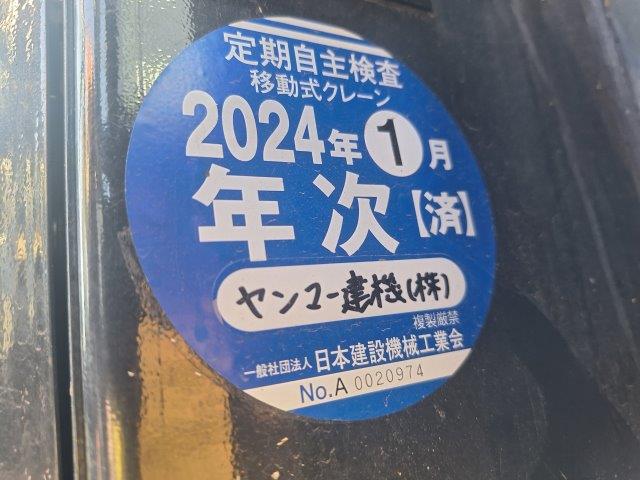 定期自主検査
移動式クレーン
2024年1月
年次【済】
ヤンコー建機(株)
複製厳禁
一般社団法人日本建設機械工業会
No.A 0020974